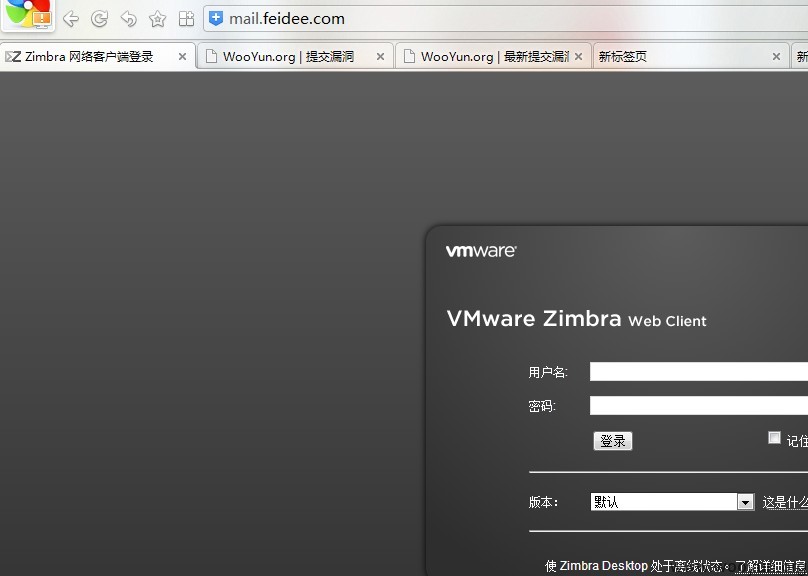 mail.feidee.com
Zimbra 网络客户端登录
WooYun.org | 提交漏洞
WooYun.org | 最新提交漏
新标签页
新
vmware
VMware Zimbra Web Client
用户名:
密码:
登录
记住
版本:
默认
这是什么
使 Zimbra Desktop 处于离线状态。了解详细信息